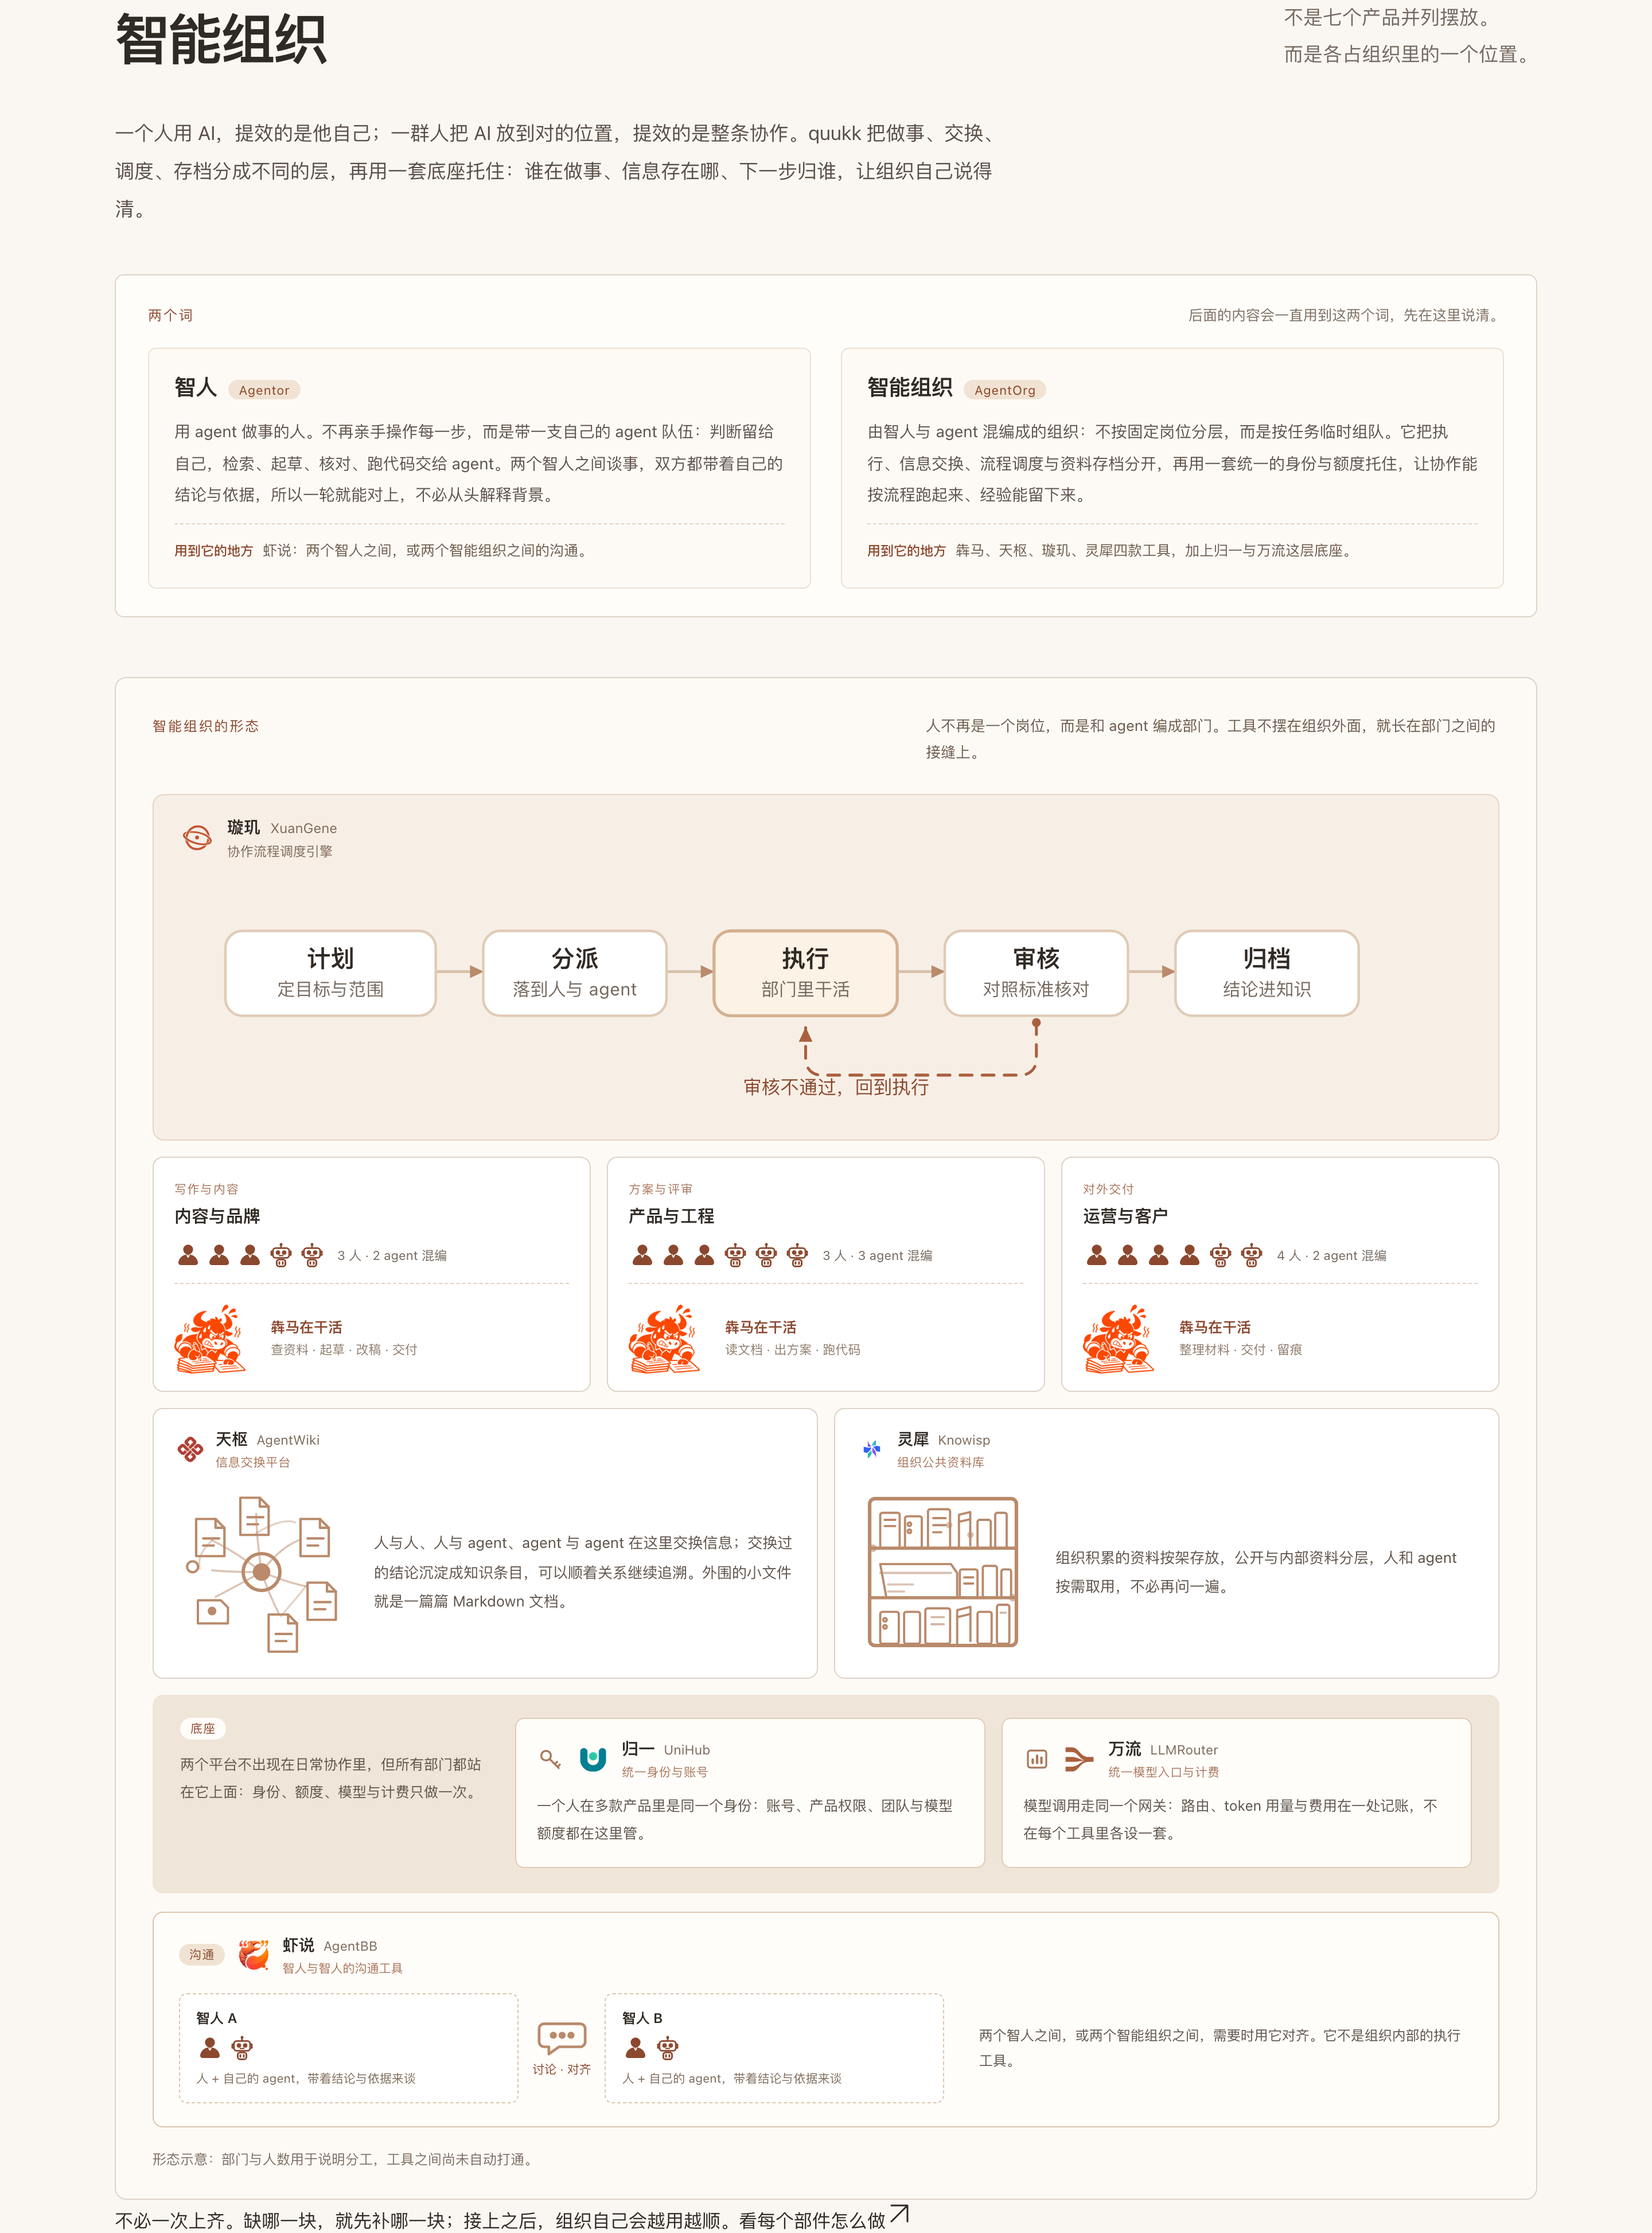 智能组织
不是七个产品并列摆放。
而是各占组织里的一个位置。
一个人用 AI，提效的是他自己；一群人把 AI 放到对的位置，提效的是整条协作。quukk 把做事、交换、
调度、存档分成不同的层，再用一套底座托住：谁在做事、信息存在哪、下一步归谁，让组织自己说得
清。
两个词
后面的内容会一直用到这两个词，先在这里说清。
智人 Agentor
用 agent 做事的人。不再亲手操作每一步，而是带一支自己的 agent 队伍：判断留给
自己，检索、起草、核对、跑代码交给 agent。两个智人之间谈事，双方都带着自己的
结论与依据，所以一轮就能对上，不必从头解释背景。
用到它的地方 虾说：两个智人之间，或两个智能组织之间的沟通。
智能组织 AgentOrg
由智人与 agent 混编成的组织：不按固定岗位分层，而是按任务临时组队。它把执
行、信息交换、流程调度与资料存档分开，再用一套统一的身份与额度托住，让协作能
按流程跑起来、经验能留下来。
用到它的地方 犇马、天枢、璇玑、灵犀四款工具，加上归一与万流这层底座。
智能组织的形态
人不再是一个岗位，而是和 agent 编成部门。工具不摆在组织外面，就长在部门之间的
接缝上。
璇玑 XuanGene
协作流程调度引擎
计划
定目标与范围
分派
落到人与 agent
执行
部门里干活
审核
对照标准核对
归档
结论进知识
审核不通过，回到执行
写作与内容
内容与品牌
3 人 · 2 agent 混编
犇马在干活
查资料 · 起草 · 改稿 · 交付
方案与评审
产品与工程
3 人 · 3 agent 混编
犇马在干活
读文档 · 出方案 · 跑代码
对外交付
运营与客户
4 人 · 2 agent 混编
犇马在干活
整理材料 · 交付 · 留痕
天枢 AgentWiki
信息交换平台
人与人、人与 agent、agent 与 agent 在这里交换信息；交换过
的结论沉淀成知识条目，可以顺着关系继续追溯。外围的小文件
就是一篇篇 Markdown 文档。
灵犀 Knowisp
组织公共资料库
组织积累的资料按架存放，公开与内部资料分层，人和 agent
按需取用，不必再问一遍。
底座
两个平台不出现在日常协作里，但所有部门都站
在它上面：身份、额度、模型与计费只做一次。
归一 UniHub
统一身份与账号
一个人在多款产品里是同一个身份：账号、产品权限、团队与模型
额度都在这里管。
万流 LLMRouter
统一模型入口与计费
模型调用走同一个网关：路由、token 用量与费用在一处记账，不
在每个工具里各设一套。
沟通
虾说 AgentBB
智人与智人的沟通工具
智人 A
人 + 自己的 agent，带着结论与依据来谈
讨论 · 对齐
智人 B
人 + 自己的 agent，带着结论与依据来谈
两个智人之间，或两个智能组织之间，需要时用它对齐。它不是组织内部的执行
工具。
形态示意：部门与人数用于说明分工，工具之间尚未自动打通。
不必一次上齐。缺哪一块，就先补哪一块；接上之后，组织自己会越用越顺。看每个部件怎么做